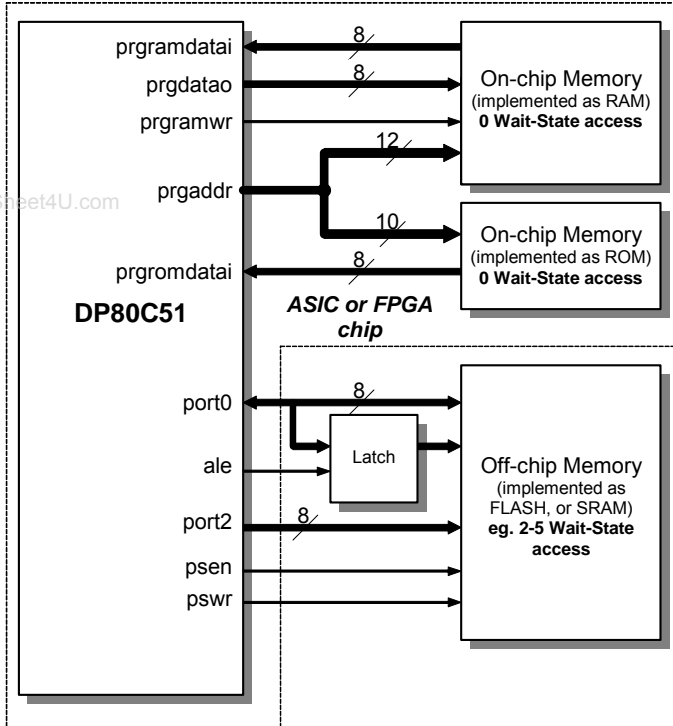 prgramdatai
8
prgdatao
8
prgramwr
On-chip Memory
(implemented as RAM)
0 Wait-State access
12
prgaddr
heet4U.com
10
On-chip Memory
(implemented as ROM)
0 Wait-State access
prgromdatai
8
DP80C51
ASIC or FPGA
chip
port0
8
Latch
ale
Off-chip Memory
(implemented as
FLASH, or SRAM)
eg. 2-5 Wait-State
access
port2
8
psen
pswr